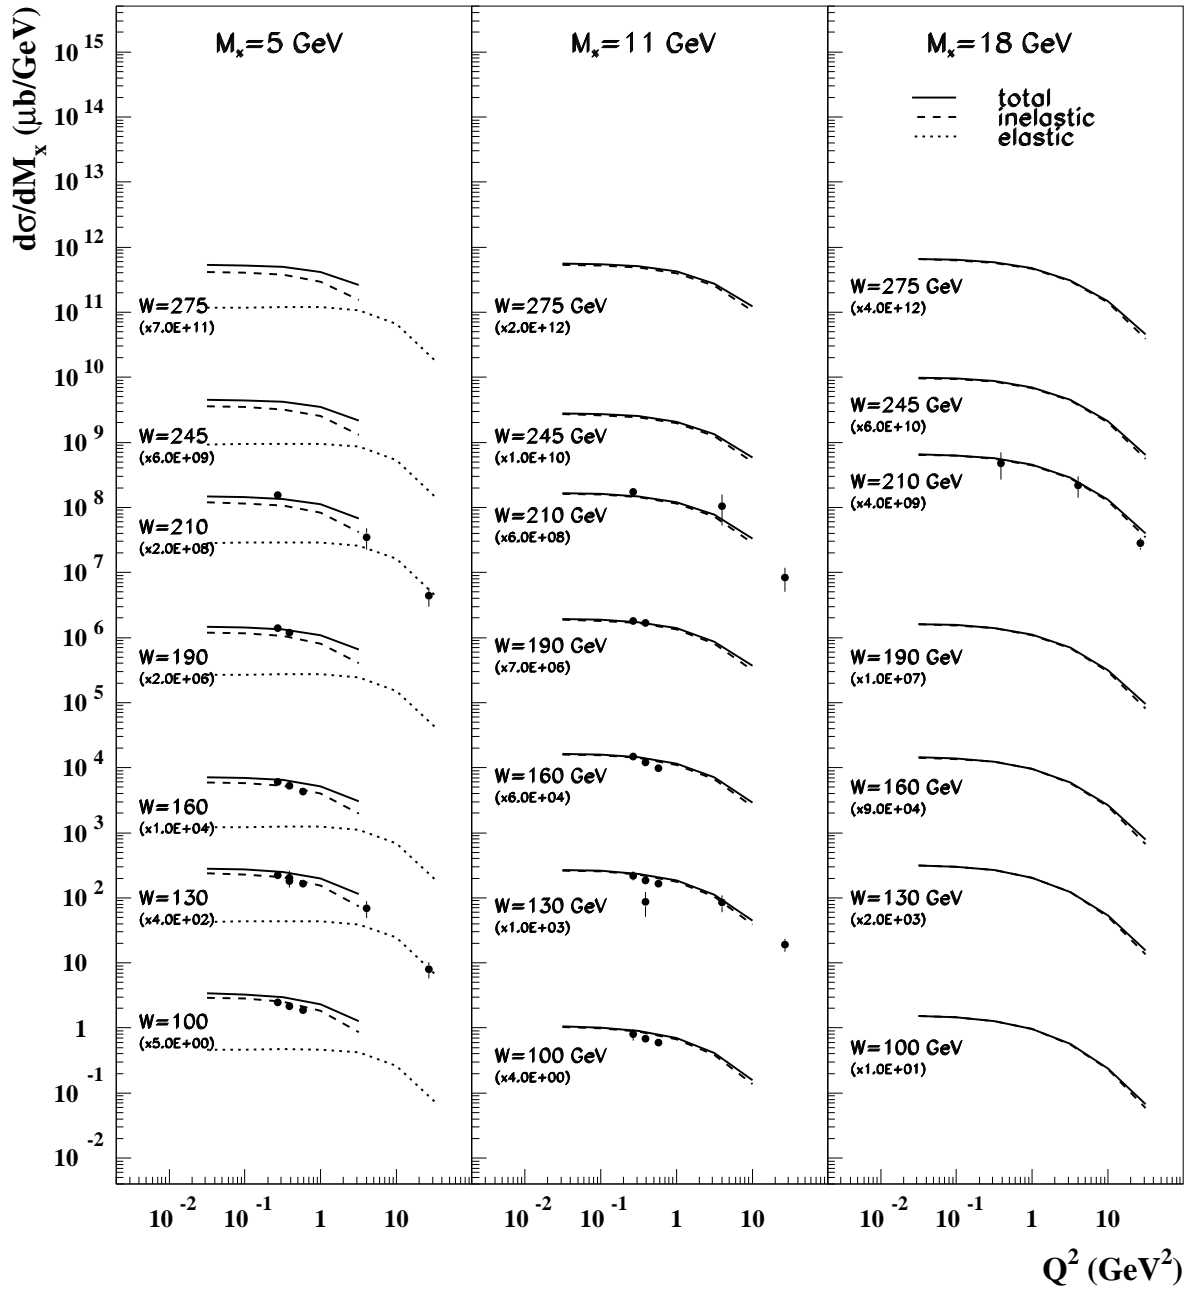 dσ/dM_x (μb/GeV)
M_x=5 GeV
M_x=11 GeV
M_x=18 GeV
total
inelastic
elastic
10^15
10^14
10^13
10^12
10^11
10^10
10^9
10^8
10^7
10^6
10^5
10^4
10^3
10^2
10
1
10^-1
10^-2
W=275
(x7.0E+11)
W=245
(x6.0E+09)
W=210
(x2.0E+08)
W=190
(x2.0E+06)
W=160
(x1.0E+04)
W=130
(x4.0E+02)
W=100
(x5.0E+00)
W=275 GeV
(x2.0E+12)
W=245 GeV
(x1.0E+10)
W=210 GeV
(x6.0E+08)
W=190 GeV
(x7.0E+06)
W=160 GeV
(x6.0E+04)
W=130 GeV
(x1.0E+03)
W=100 GeV
(x4.0E+00)
W=275 GeV
(x4.0E+12)
W=245 GeV
(x6.0E+10)
W=210 GeV
(x4.0E+09)
W=190 GeV
(x1.0E+07)
W=160 GeV
(x9.0E+04)
W=130 GeV
(x2.0E+03)
W=100 GeV
(x1.0E+01)
10^-2 10^-1 1 10
10^-2 10^-1 1 10
10^-2 10^-1 1 10
Q^2 (GeV^2)